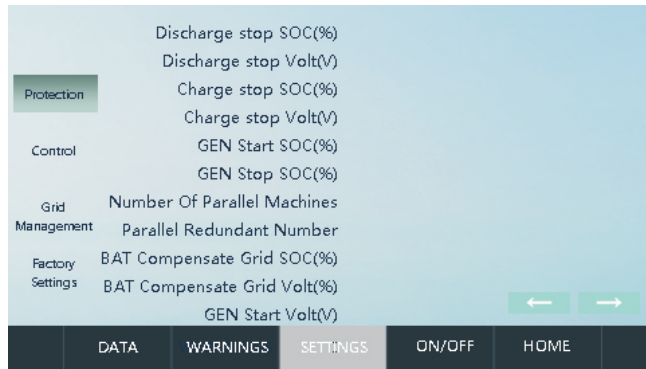 Discharge stop SOC(%)
Discharge stop Volt(V)
Charge stop SOC(%)
Charge stop Volt(V)
GEN Start SOC(%)
GEN Stop SOC(%)
Number Of Parallel Machines
Parallel Redundant Number
BAT Compensate Grid SOC(%)
BAT Compensate Grid Volt(%)
GEN Start Volt(V)
Protection
Control
Grid
Management
Factory
Settings
← →
DATA WARNINGS SETTINGS ON/OFF HOME